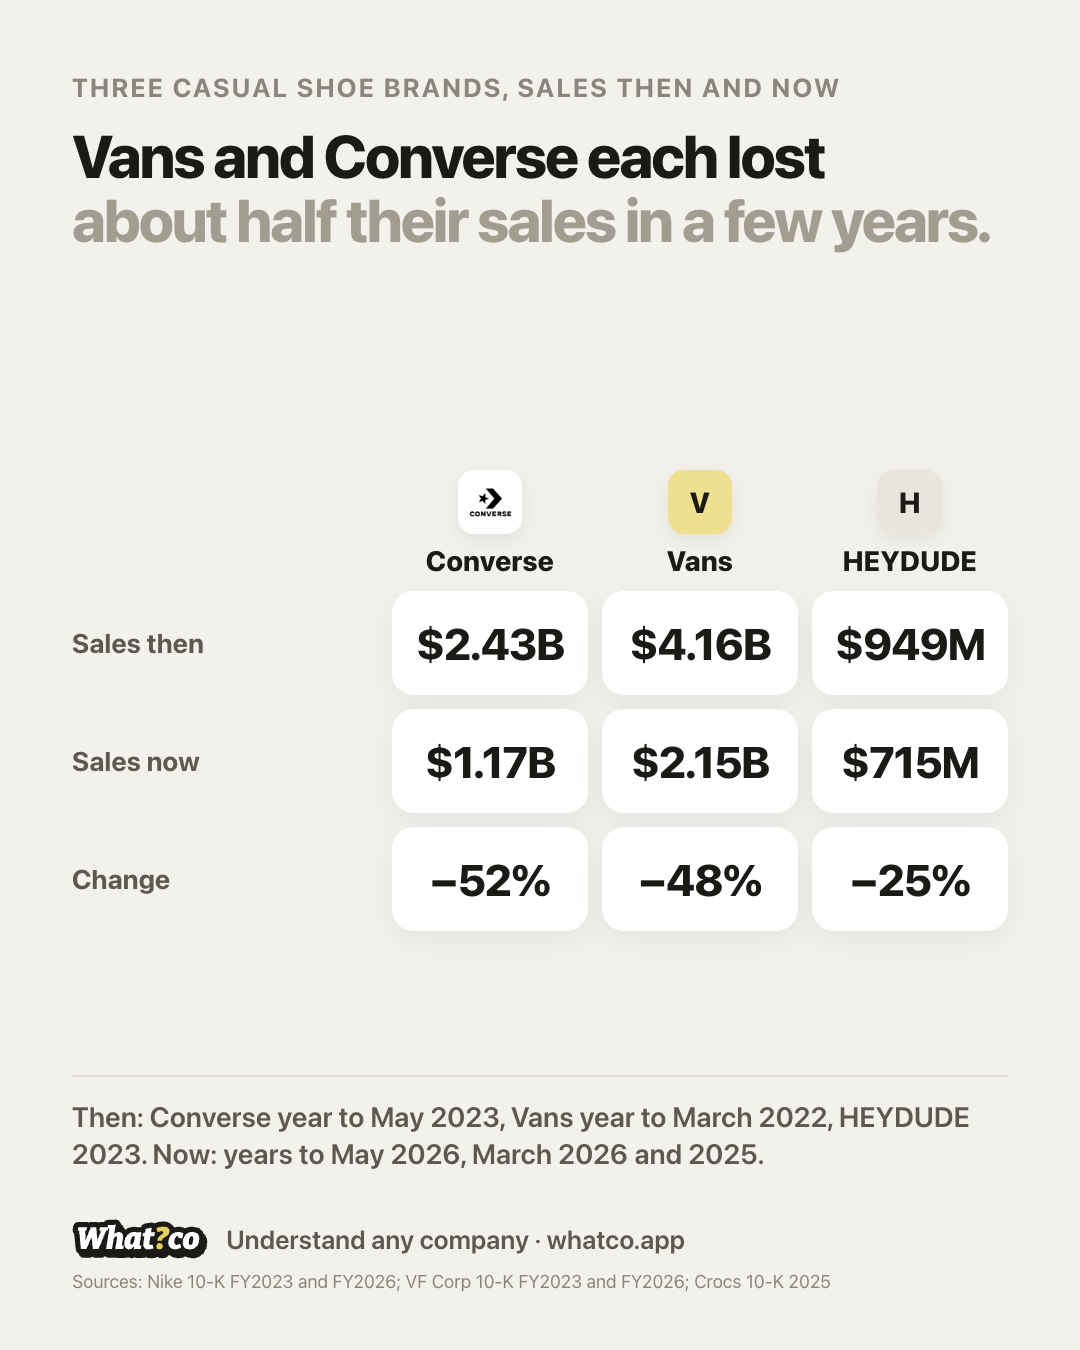 THREE CASUAL SHOE BRANDS, SALES THEN AND NOW
Vans and Converse each lost
about half their sales in a few years.
CONVERSE
V
H
Converse
Vans
HEYDUDE
Sales then
$2.43B
$4.16B
$949M
Sales now
$1.17B
$2.15B
$715M
Change
–52%
–48%
–25%
Then: Converse year to May 2023, Vans year to March 2022, HEYDUDE
2023. Now: years to May 2026, March 2026 and 2025.
What?co
Understand any company · whatco.app
Sources: Nike 10-K FY2023 and FY2026; VF Corp 10-K FY2023 and FY2026; Crocs 10-K 2025